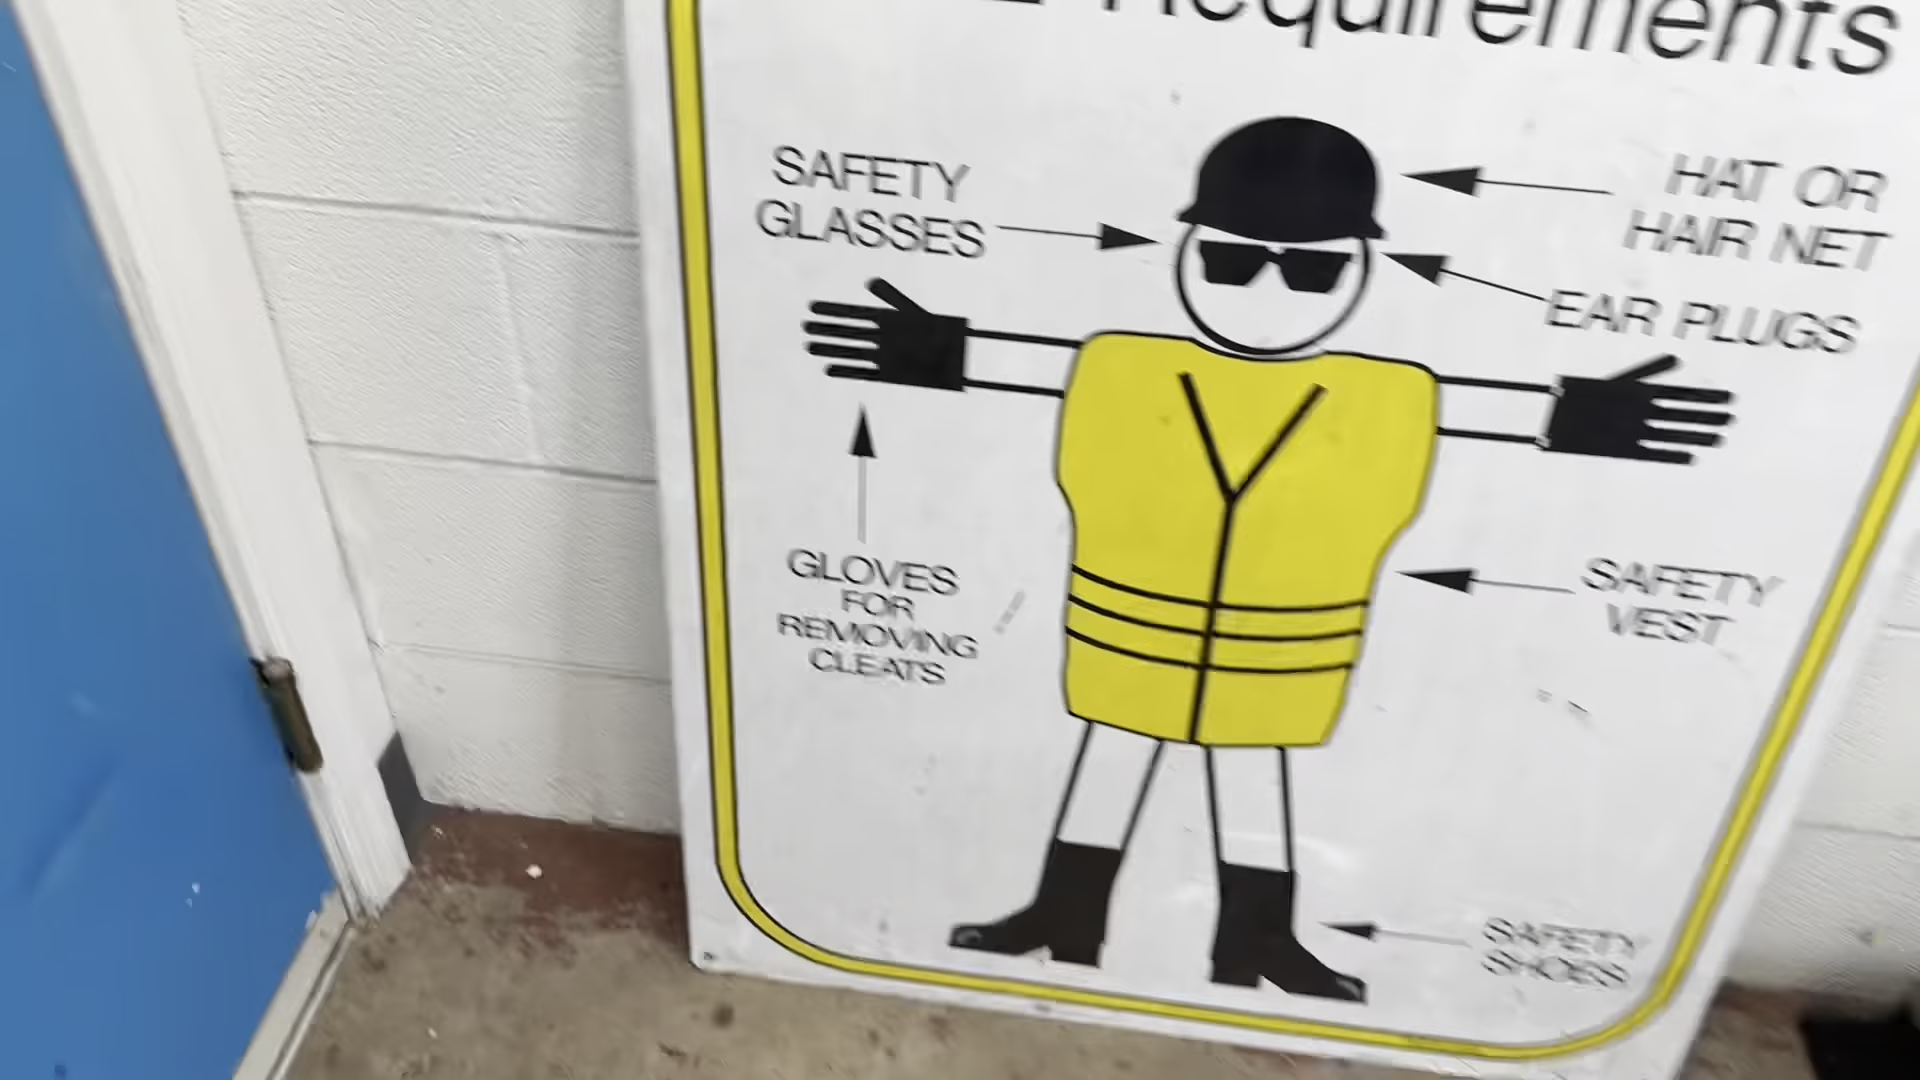 Requirements
SAFETY
GLASSES
HAT OR
HAIR NET
EAR PLUGS
GLOVES
FOR
REMOVING
CLEATS
SAFETY
VEST
SAFETY
SHOES